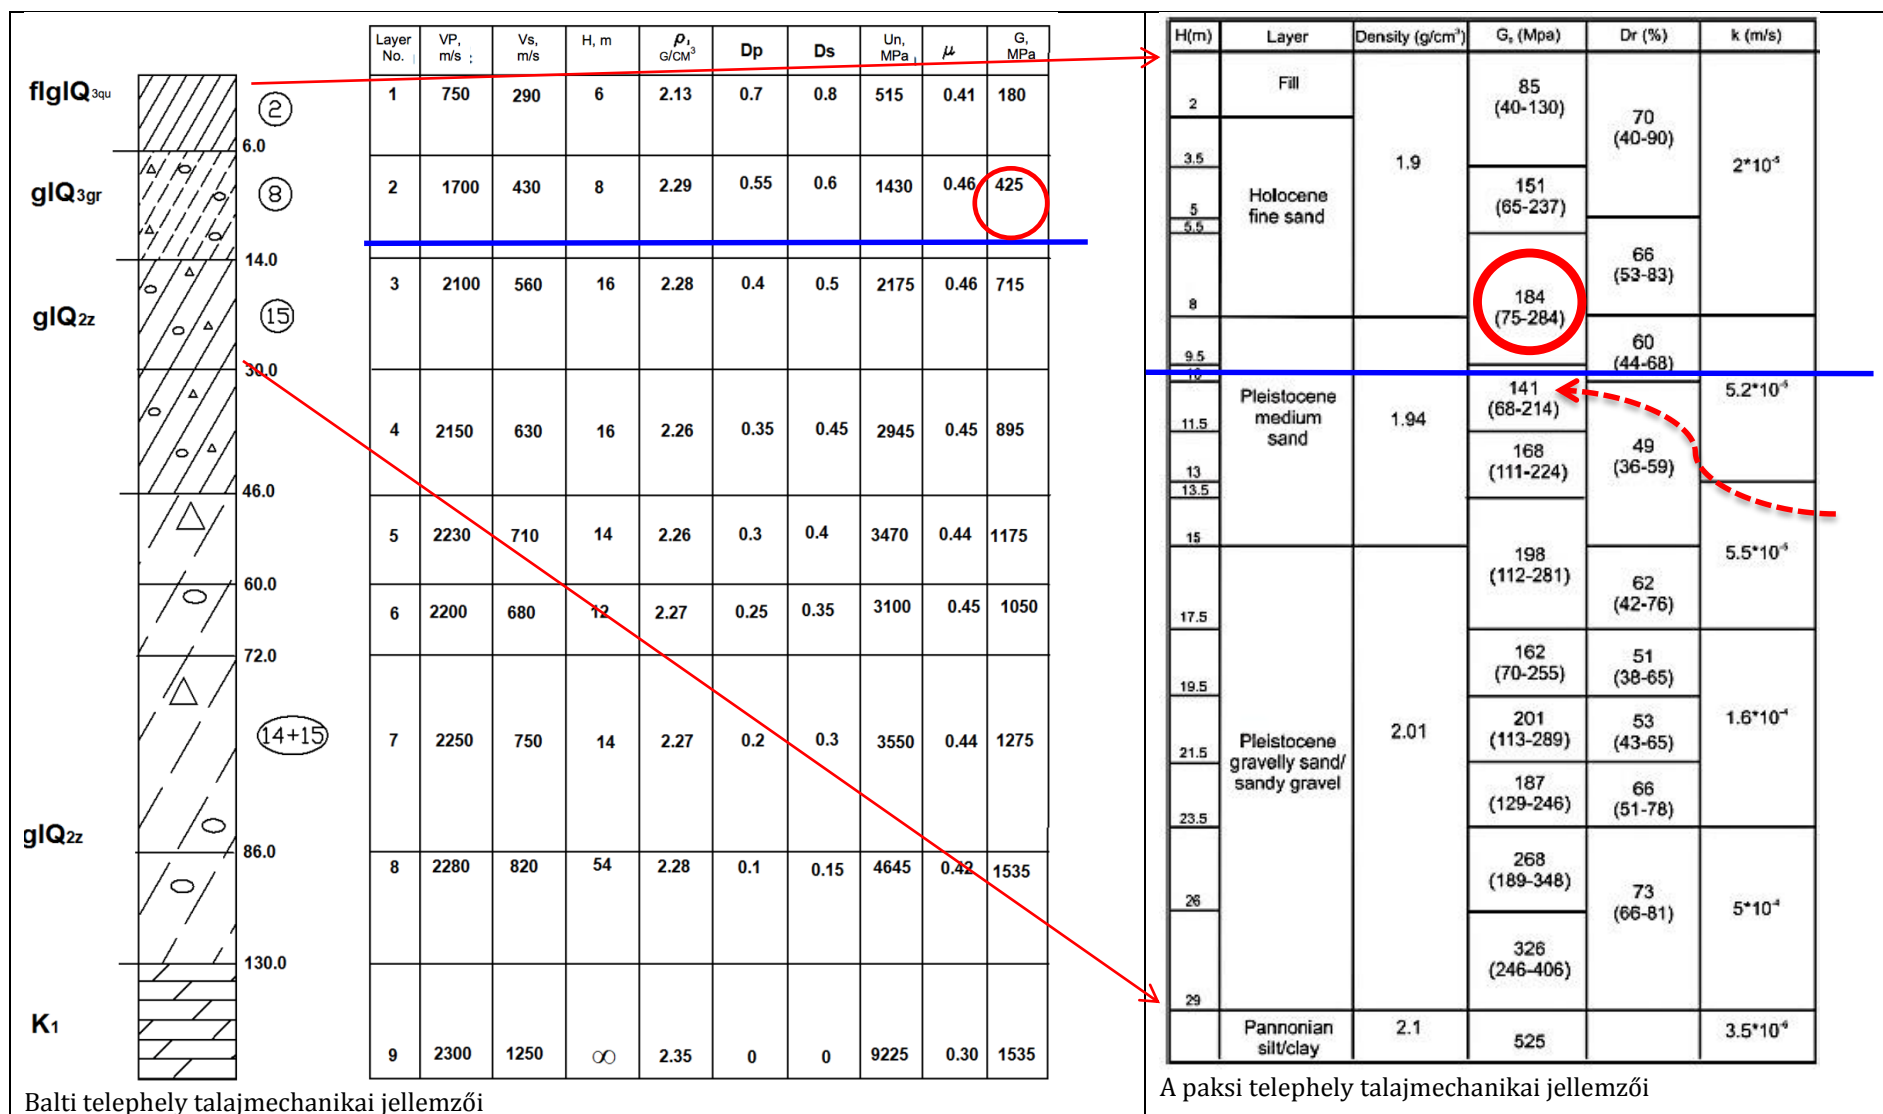 Layer No. VP, m/s : Vs, m/s H, m ρ, G/CM³ Dp Ds Un, MPa μ G, MPa
flglQ3qu 2 1 750 290 6 2.13 0.7 0.8 515 0.41 180
6.0
glQ3gr 8 2 1700 430 8 2.29 0.55 0.6 1430 0.46 425
14.0
glQ2z 15 3 2100 560 16 2.28 0.4 0.5 2175 0.46 715
30.0
4 2150 630 16 2.26 0.35 0.45 2945 0.45 895
46.0
5 2230 710 14 2.26 0.3 0.4 3470 0.44 1175
60.0
6 2200 680 12 2.27 0.25 0.35 3100 0.45 1050
72.0
14+15 7 2250 750 14 2.27 0.2 0.3 3550 0.44 1275
glQ2z
86.0
8 2280 820 54 2.28 0.1 0.15 4645 0.42 1535
130.0
K1 9 2300 1250 ∞ 2.35 0 0 9225 0.30 1535
Balti telephely talajmechanikai jellemzői
H(m) Layer Density (g/cm³) G₀ (Mpa) Dr (%) k (m/s)
Fill 85
2 (40-130) 70
(40-90)
3.5 1.9 2*10⁻⁵
Holocene 151
5 fine sand (65-237)
5.5
66
(53-83)
8 184
(75-284)
60
9.5 (44-68)
10
Pleistocene 141 5.2*10⁻⁵
11.5 medium 1.94 (68-214)
sand
168 49
13 (111-224) (36-59)
13.5
15 198 5.5*10⁻⁵
(112-281) 62
17.5 (42-76)
162 51
19.5 (70-255) (38-65)
201 53 1.6*10⁻⁴
21.5 Pleistocene 2.01 (113-289) (43-65)
gravelly sand/
sandy gravel 187 66
23.5 (129-246) (51-78)
268
(189-348) 73
26 (66-81) 5*10⁻⁴
326
(246-406)
29
Pannonian 2.1 525 3.5*10⁻⁸
silt/clay
A paksi telephely talajmechanikai jellemzői